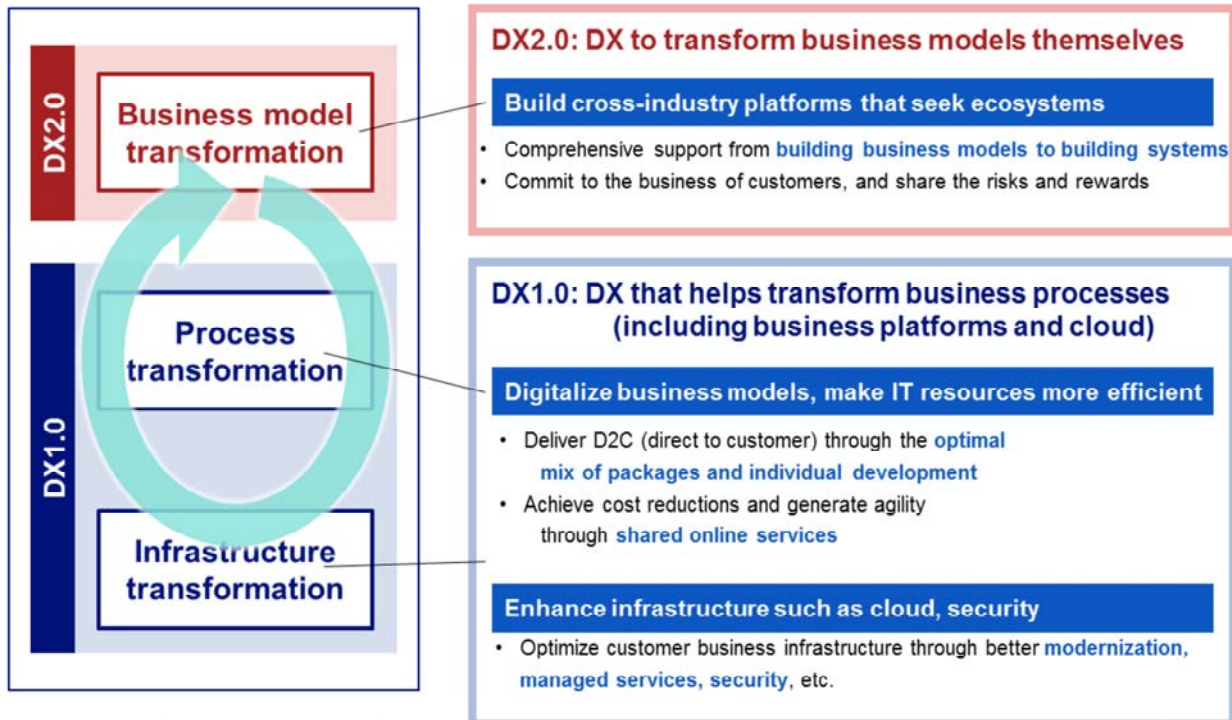 DX2.0
Business model
transformation
DX1.0
Process
transformation
Infrastructure
transformation
DX2.0: DX to transform business models themselves
Build cross-industry platforms that seek ecosystems
• Comprehensive support from building business models to building systems
• Commit to the business of customers, and share the risks and rewards
DX1.0: DX that helps transform business processes
(including business platforms and cloud)
Digitalize business models, make IT resources more efficient
• Deliver D2C (direct to customer) through the optimal
mix of packages and individual development
• Achieve cost reductions and generate agility
through shared online services
Enhance infrastructure such as cloud, security
• Optimize customer business infrastructure through better modernization,
managed services, security, etc.